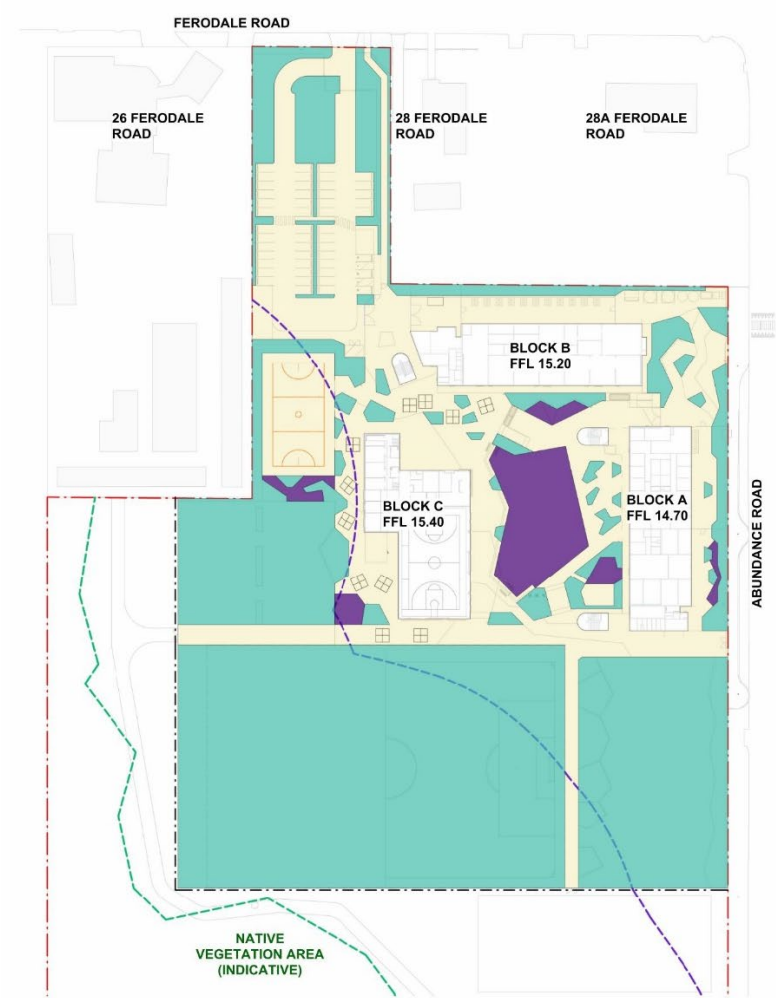 FERODALE ROAD
26 FERODALE
ROAD
28 FERODALE
ROAD
28A FERODALE
ROAD
BLOCK B
FFL 15.20
BLOCK C
FFL 15.40
BLOCK A
FFL 14.70
ABUNDANCE ROAD
NATIVE
VEGETATION AREA
(INDICATIVE)